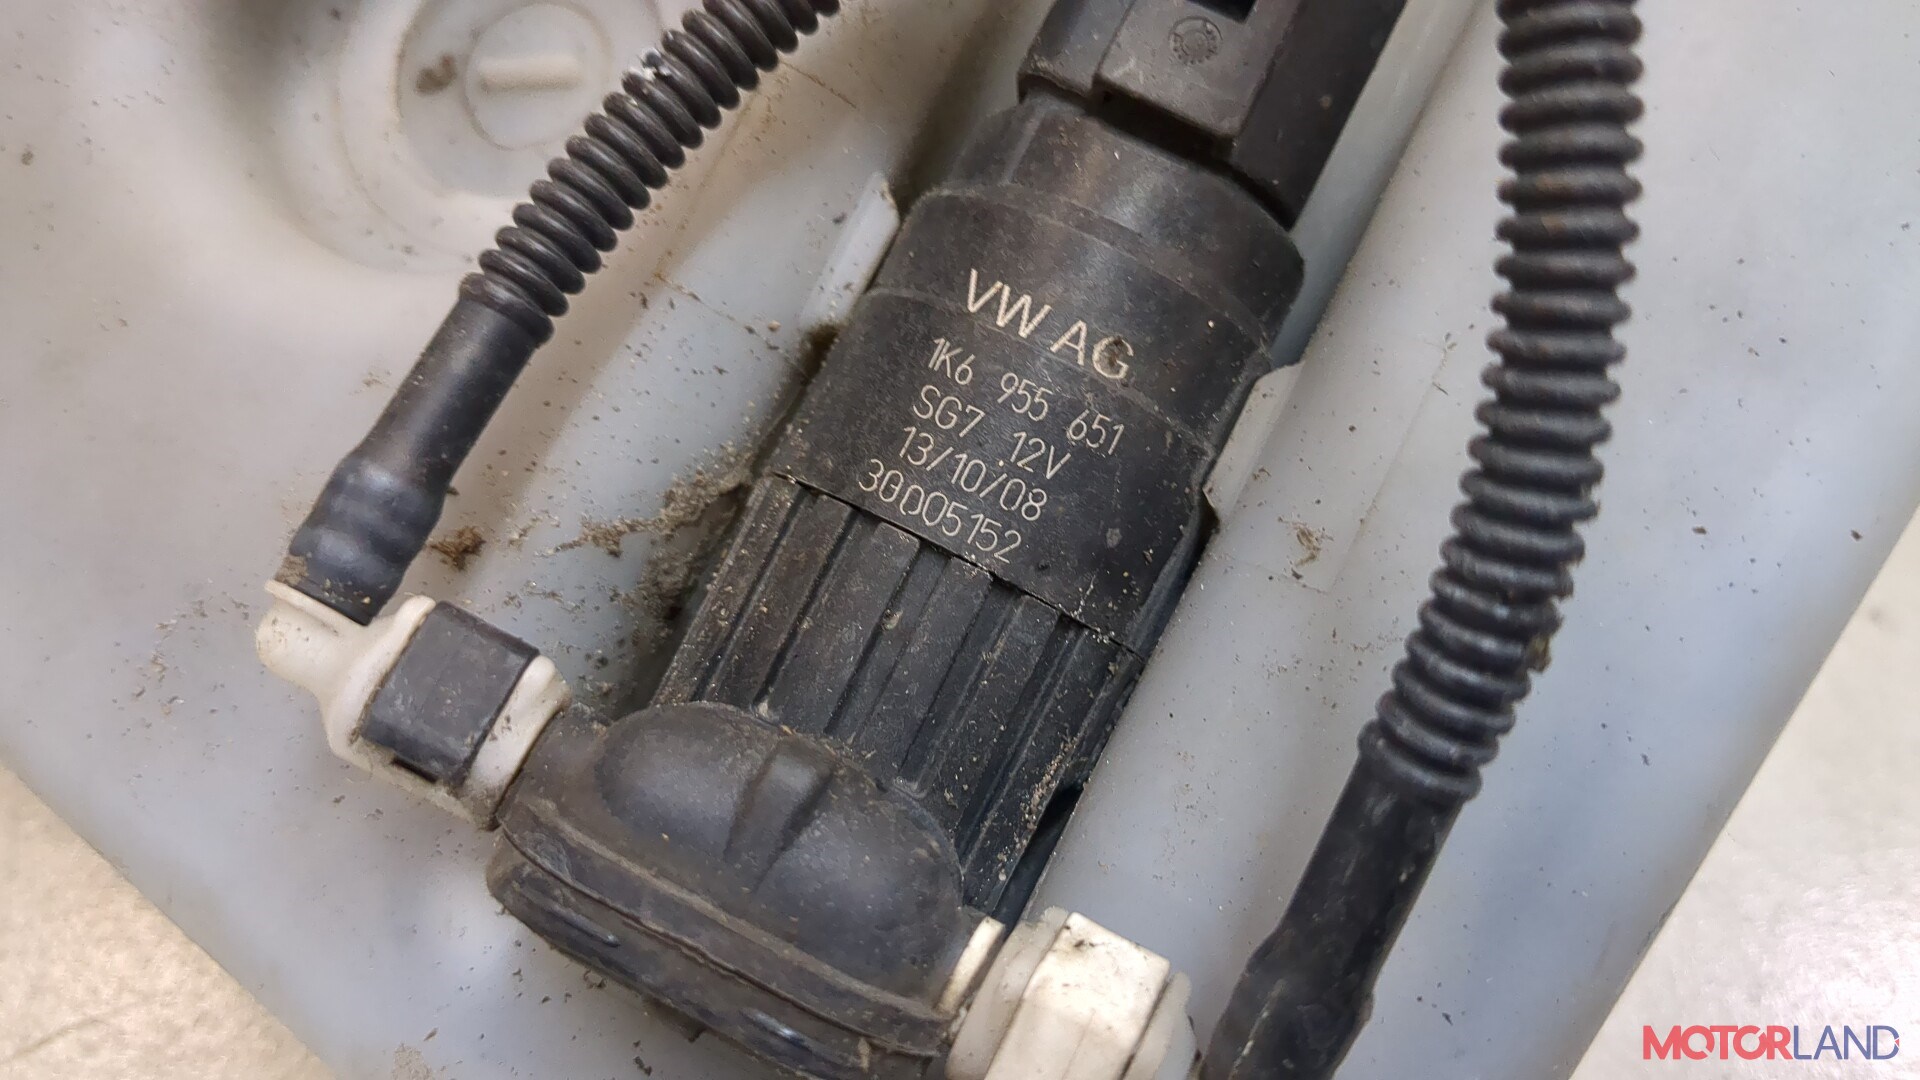 VW AG
1K6 955 651
SG7 12V
13/10/08
30005152
MOTORLAND